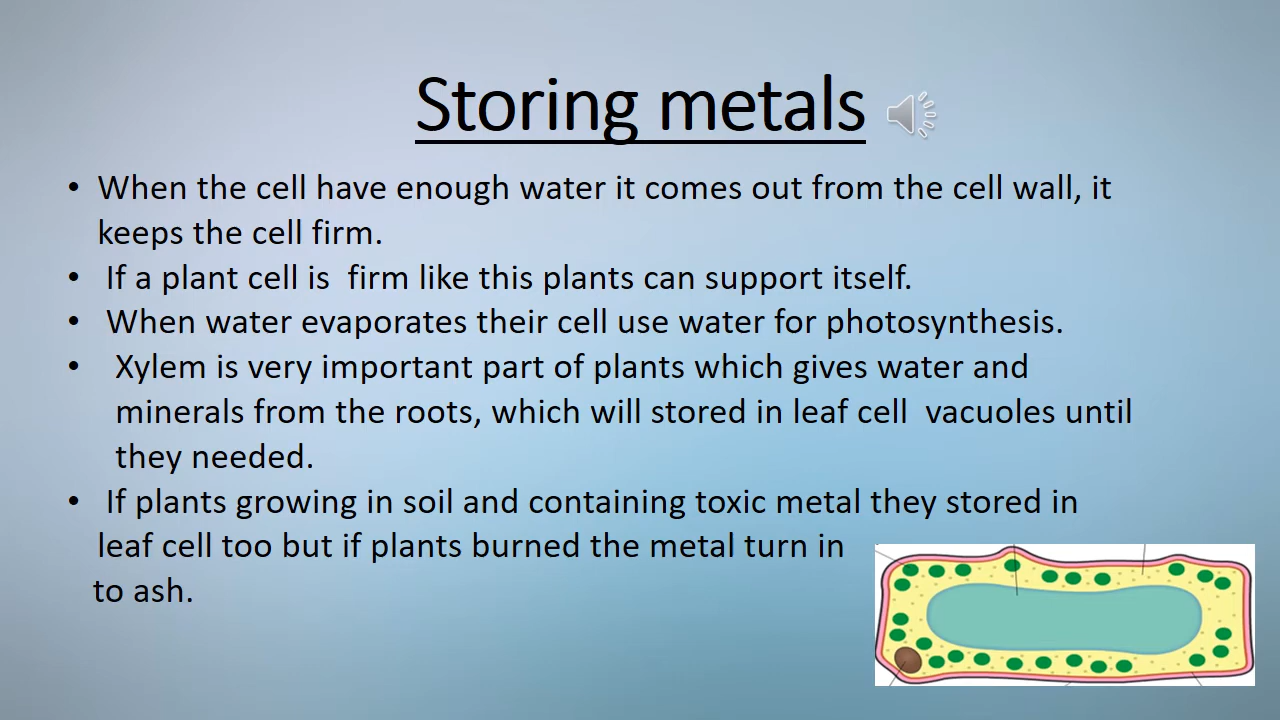 Storing metals
• When the cell have enough water it comes out from the cell wall, it
keeps the cell firm.
• If a plant cell is  firm like this plants can support itself.
• When water evaporates their cell use water for photosynthesis.
• Xylem is very important part of plants which gives water and
minerals from the roots, which will stored in leaf cell  vacuoles until
they needed.
• If plants growing in soil and containing toxic metal they stored in
leaf cell too but if plants burned the metal turn in
to ash.